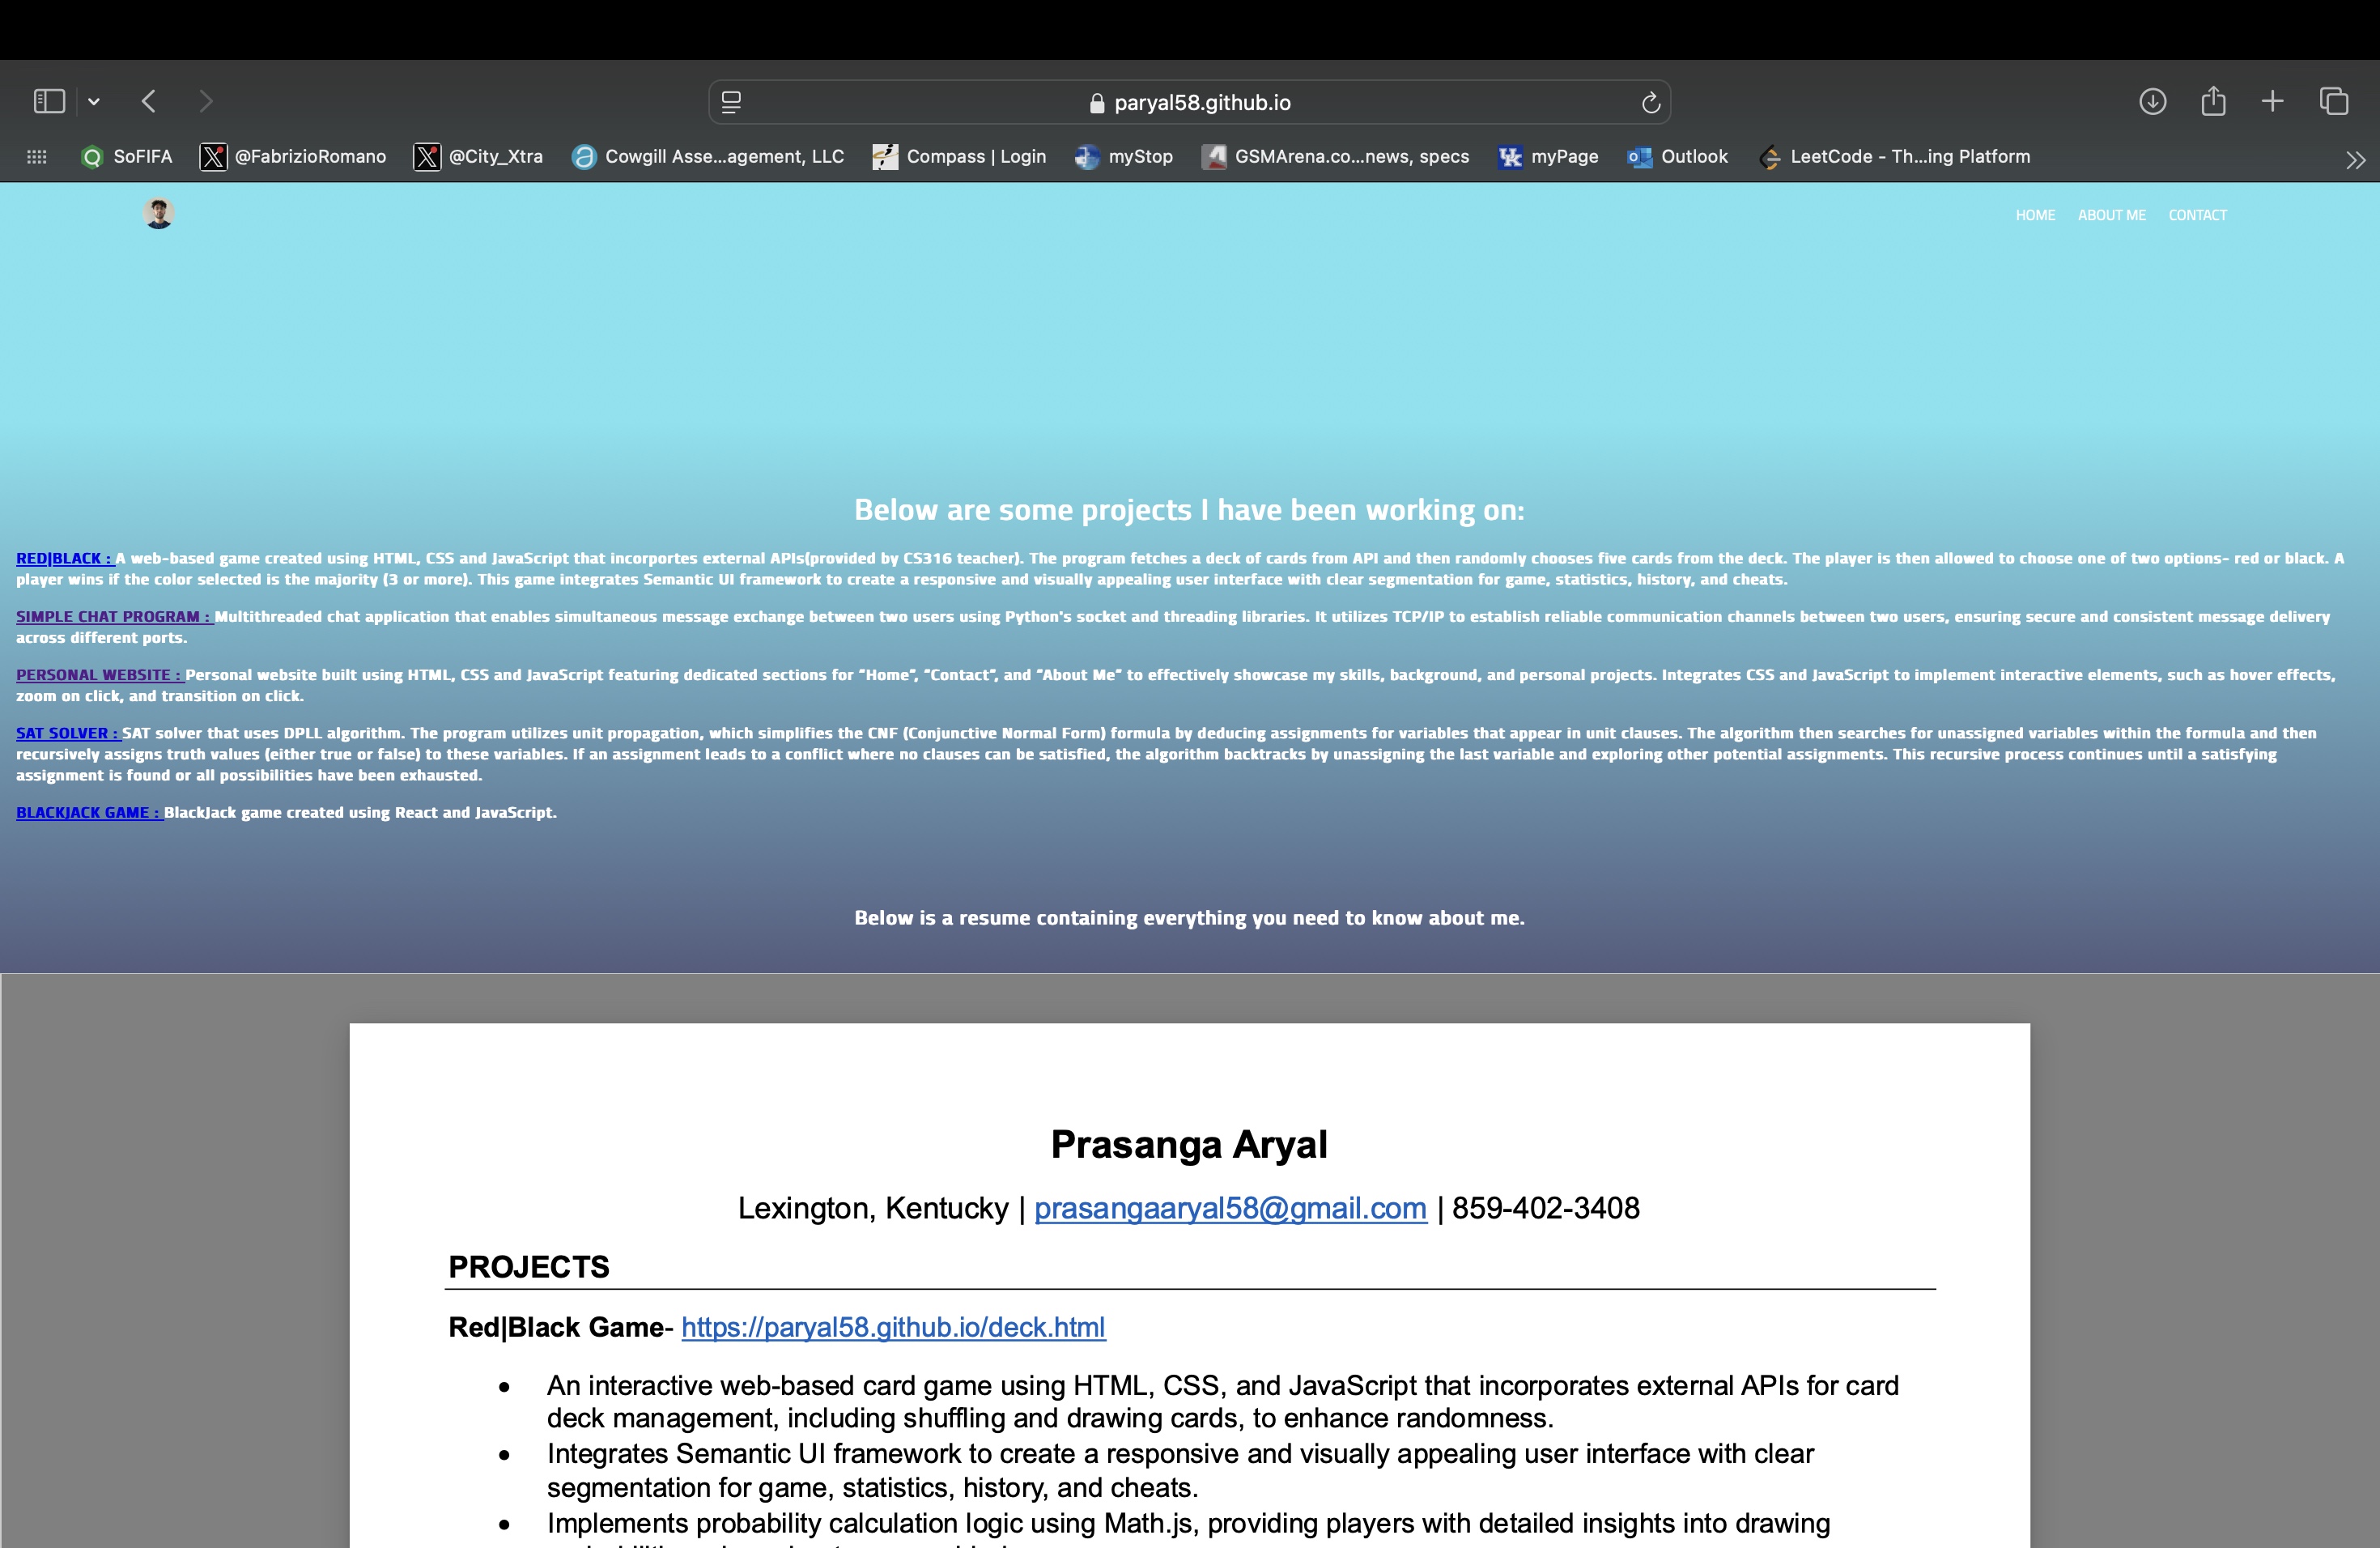 paryal58.github.io
SoFIFA @FabrizioRomano @City_Xtra Cowgill Asse...agement, LLC Compass | Login myStop GSMArena.co...news, specs myPage Outlook LeetCode - Th...ing Platform
HOME ABOUT ME CONTACT
Below are some projects I have been working on:
RED|BLACK : A web-based game created using HTML, CSS and JavaScript that incorportes external APIs(provided by CS316 teacher). The program fetches a deck of cards from API and then randomly chooses five cards from the deck. The player is then allowed to choose one of two options- red or black. A
player wins if the color selected is the majority (3 or more). This game integrates Semantic UI framework to create a responsive and visually appealing user interface with clear segmentation for game, statistics, history, and cheats.
SIMPLE CHAT PROGRAM : Multithreaded chat application that enables simultaneous message exchange between two users using Python's socket and threading libraries. It utilizes TCP/IP to establish reliable communication channels between two users, ensuring secure and consistent message delivery
across different ports.
PERSONAL WEBSITE : Personal website built using HTML, CSS and JavaScript featuring dedicated sections for “Home”, “Contact”, and “About Me” to effectively showcase my skills, background, and personal projects. Integrates CSS and JavaScript to implement interactive elements, such as hover effects,
zoom on click, and transition on click.
SAT SOLVER : SAT solver that uses DPLL algorithm. The program utilizes unit propagation, which simplifies the CNF (Conjunctive Normal Form) formula by deducing assignments for variables that appear in unit clauses. The algorithm then searches for unassigned variables within the formula and then
recursively assigns truth values (either true or false) to these variables. If an assignment leads to a conflict where no clauses can be satisfied, the algorithm backtracks by unassigning the last variable and exploring other potential assignments. This recursive process continues until a satisfying
assignment is found or all possibilities have been exhausted.
BLACKJACK GAME : BlackJack game created using React and JavaScript.
Below is a resume containing everything you need to know about me.
Prasanga Aryal
Lexington, Kentucky | prasangaaryal58@gmail.com | 859-402-3408
PROJECTS
Red|Black Game- https://paryal58.github.io/deck.html
• An interactive web-based card game using HTML, CSS, and JavaScript that incorporates external APIs for card
deck management, including shuffling and drawing cards, to enhance randomness.
• Integrates Semantic UI framework to create a responsive and visually appealing user interface with clear
segmentation for game, statistics, history, and cheats.
• Implements probability calculation logic using Math.js, providing players with detailed insights into drawing